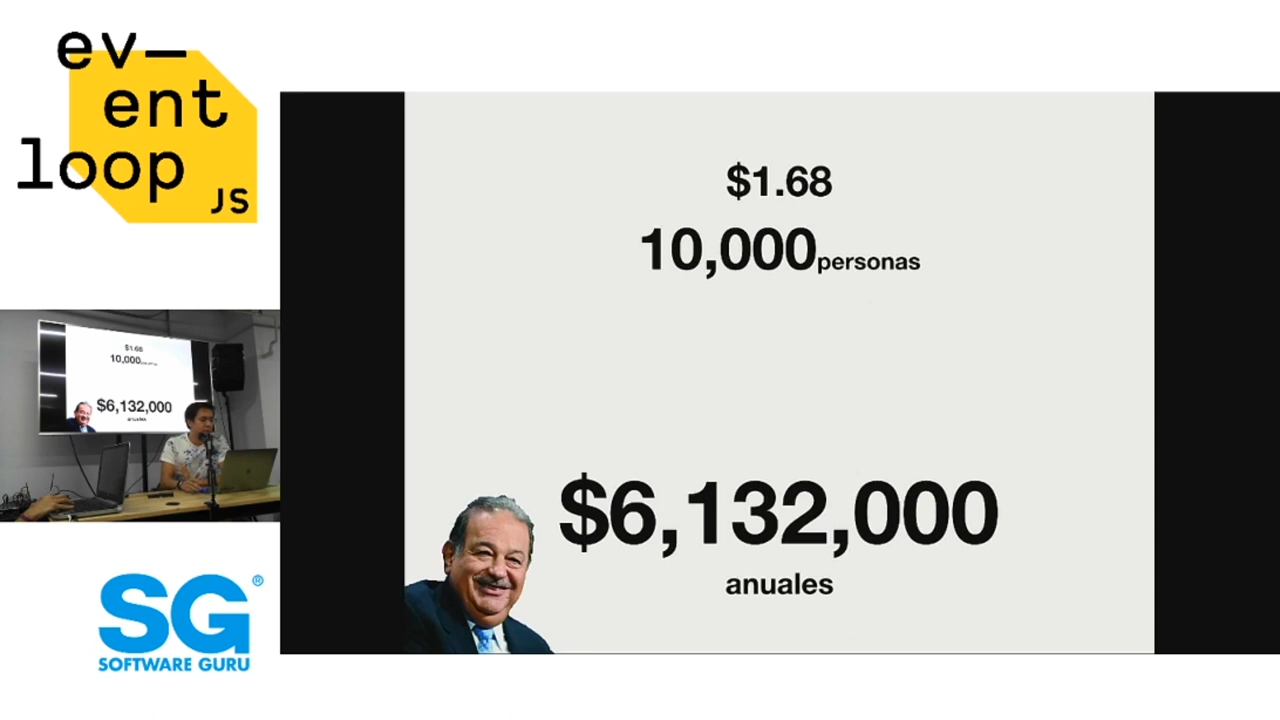 ev—
ent
loop
JS
$1.68
10,000personas
$6,132,000
anuales
$1.68
10,000
$6,132,000
anuales
SG®
SOFTWARE GURU